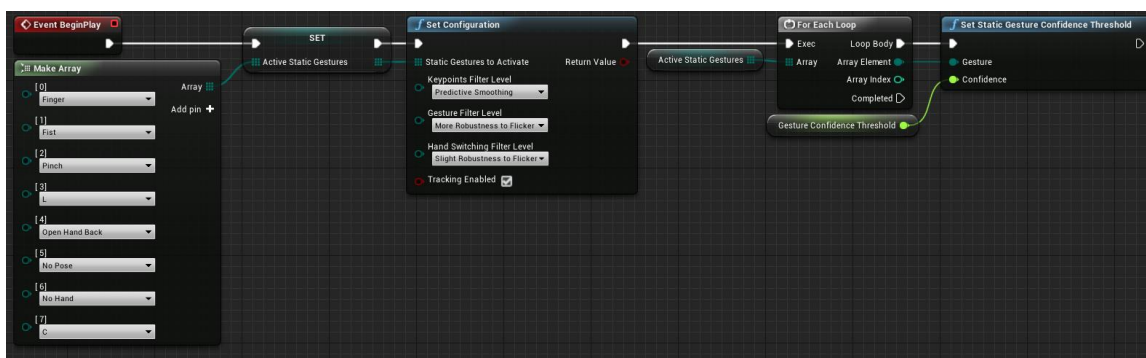 Event BeginPlay
Make Array
[0]
Finger
Array
Add pin +
[1]
Fist
[2]
Pinch
[3]
L
[4]
Open Hand Back
[5]
No Pose
[6]
No Hand
[7]
C
SET
Active Static Gestures
Set Configuration
Static Gestures to Activate
Return Value
Keypoints Filter Level
Predictive Smoothing
Gesture Filter Level
More Robustness to Flicker
Hand Switching Filter Level
Slight Robustness to Flicker
Tracking Enabled
Active Static Gestures
For Each Loop
Exec
Loop Body
Array
Array Element
Array Index
Completed
Gesture Confidence Threshold
Set Static Gesture Confidence Threshold
Gesture
Confidence